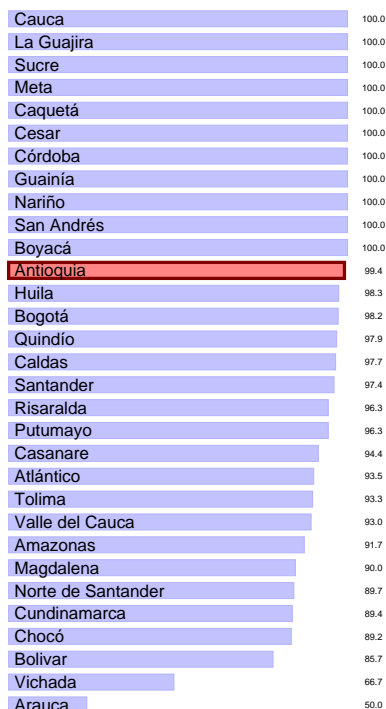 Cauca 100.0
La Guajira 100.0
Sucre 100.0
Meta 100.0
Caquetá 100.0
Cesar 100.0
Córdoba 100.0
Guainía 100.0
Nariño 100.0
San Andrés 100.0
Boyacá 100.0
Antioquia 99.4
Huila 98.3
Bogotá 98.2
Quindío 97.9
Caldas 97.7
Santander 97.4
Risaralda 96.3
Putumayo 96.3
Casanare 94.4
Atlántico 93.5
Tolima 93.3
Valle del Cauca 93.0
Amazonas 91.7
Magdalena 90.0
Norte de Santander 89.7
Cundinamarca 89.4
Chocó 89.2
Bolivar 85.7
Vichada 66.7
Arauca 50.0